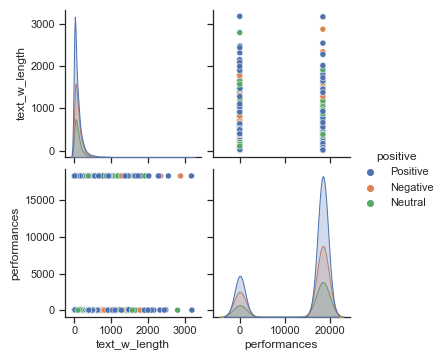 text_w_length
3000
2000
1000
0
performances
15000
10000
5000
0
0 1000 2000 3000
text_w_length
0 10000 20000
performances
positive
Positive
Negative
Neutral